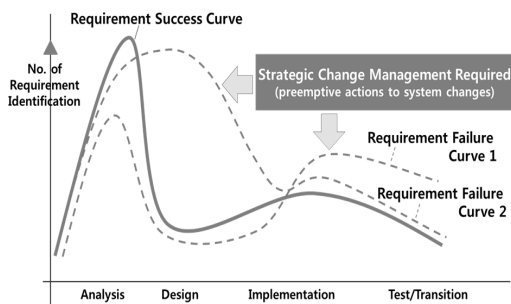 Requirement Success Curve
No. of
Requirement
Identification
Strategic Change Management Required
(preemptive actions to system changes)
Requirement Failure
Curve 1
Requirement Failure
Curve 2
Analysis Design Implementation Test/Transition